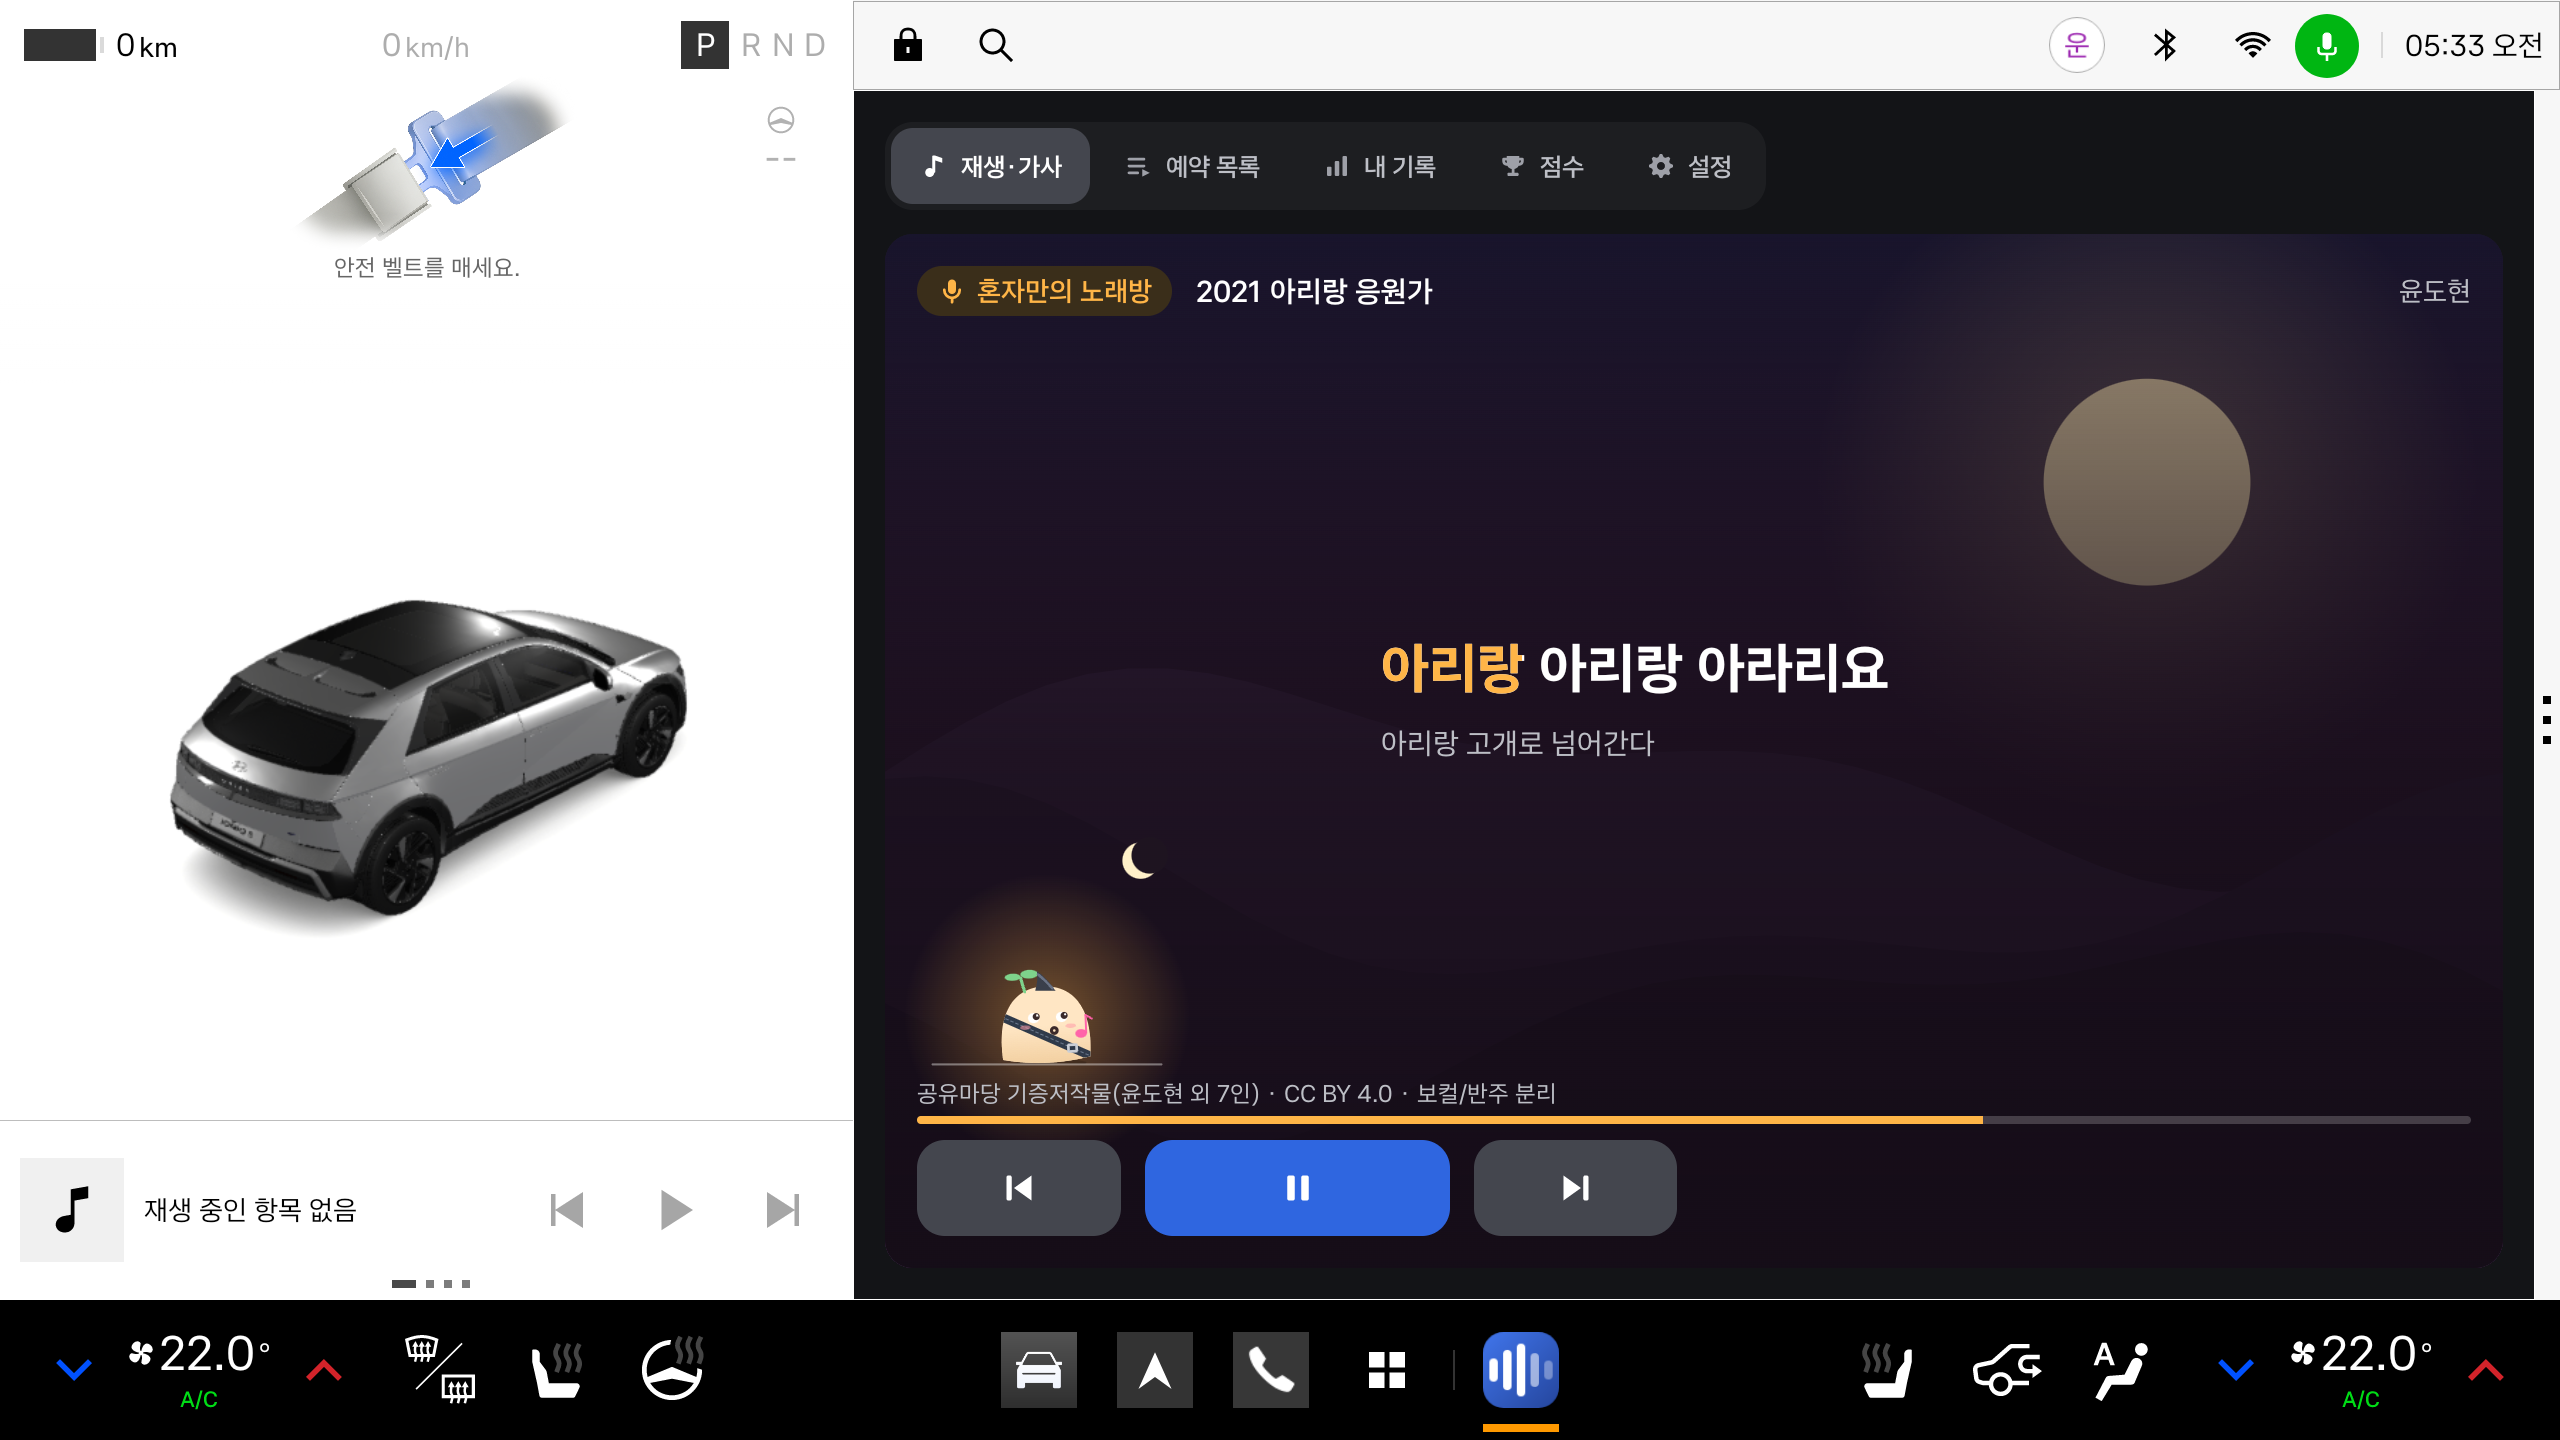 0 km
0 km/h
P R N D
안전 벨트를 매세요.
재생 중인 항목 없음
운
05:33 오전
재생·가사
예약 목록
내 기록
점수
설정
혼자만의 노래방
2021 아리랑 응원가
윤도현
아리랑 아리랑 아라리요
아리랑 고개로 넘어간다
공유마당 기증저작물(윤도현 외 7인) · CC BY 4.0 · 보컬/반주 분리
22.0°
A/C
A
22.0°
A/C